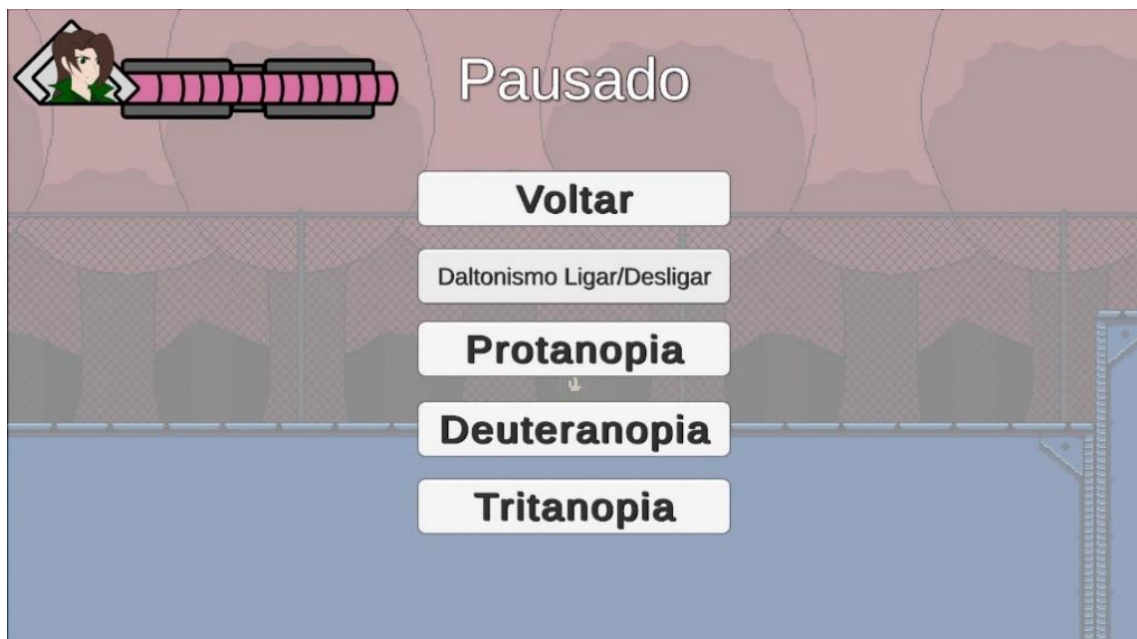 Pausado
Voltar
Daltonismo Ligar/Desligar
Protanopia
Deuteranopia
Tritanopia